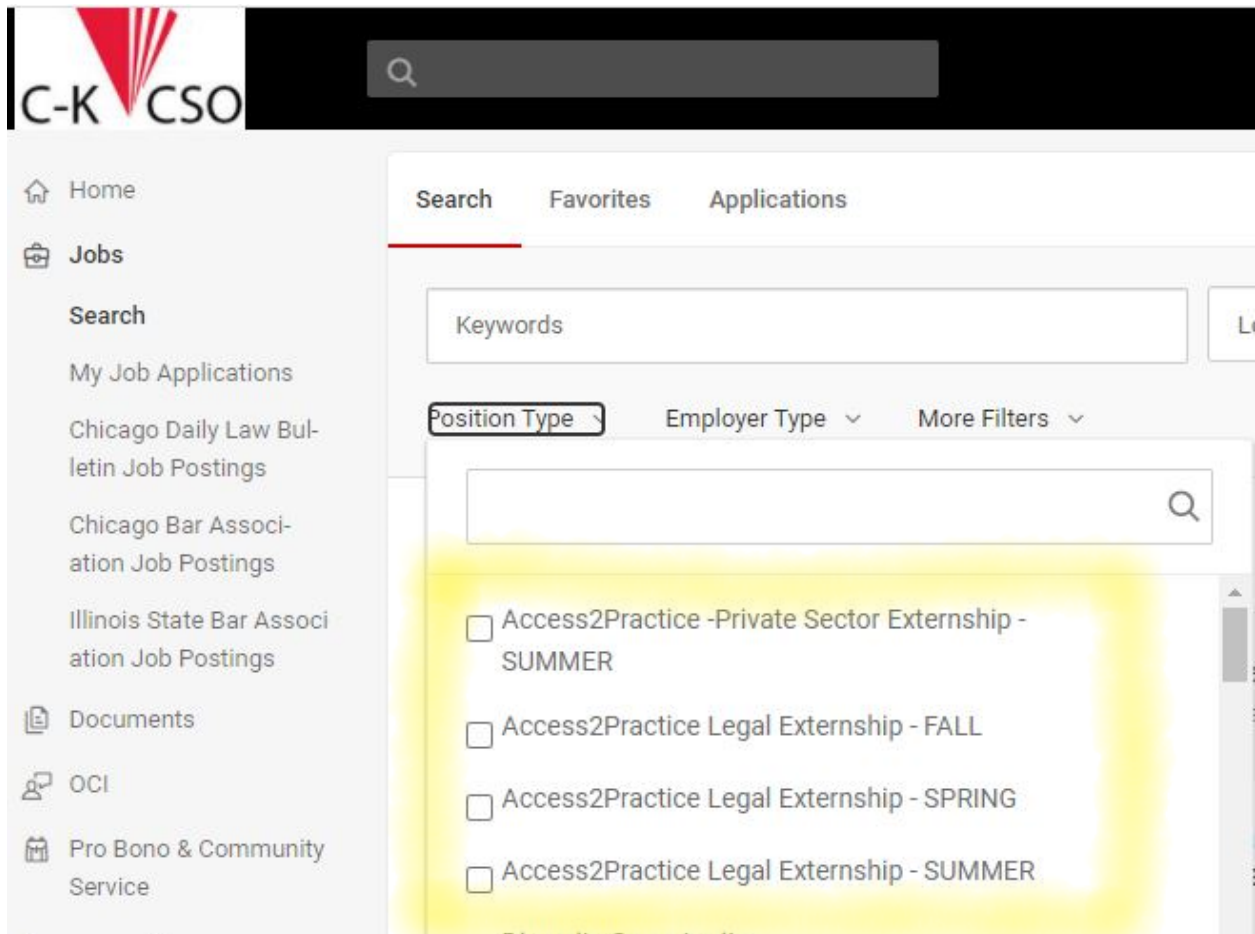 C-K CSO
Home
Jobs
Search
My Job Applications
Chicago Daily Law Bul-
letin Job Postings
Chicago Bar Associ-
ation Job Postings
Illinois State Bar Associ
ation Job Postings
Documents
OCI
Pro Bono & Community
Service
Search Favorites Applications
Keywords
Position Type Employer Type More Filters
Access2Practice -Private Sector Externship -
SUMMER
Access2Practice Legal Externship - FALL
Access2Practice Legal Externship - SPRING
Access2Practice Legal Externship - SUMMER